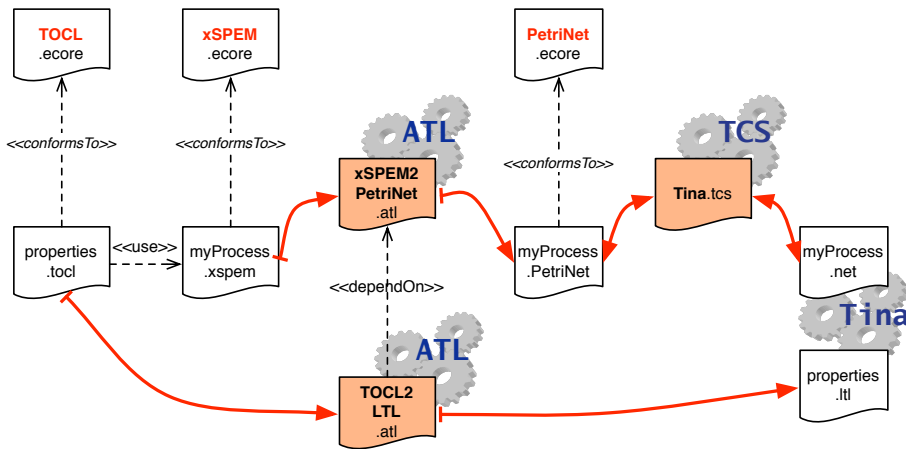 TOCL
.ecore
xSPEM
.ecore
PetriNet
.ecore
ATL
TCS
<<conformsTo>>
<<conformsTo>>
<<conformsTo>>
xSPEM2
PetriNet
.atl
Tina.tcs
properties
.tocl
<<use>>
myProcess
.xspem
myProcess
.PetriNet
myProcess
.net
<<dependOn>>
Tina
ATL
TOCL2
LTL
.atl
properties
.ltl